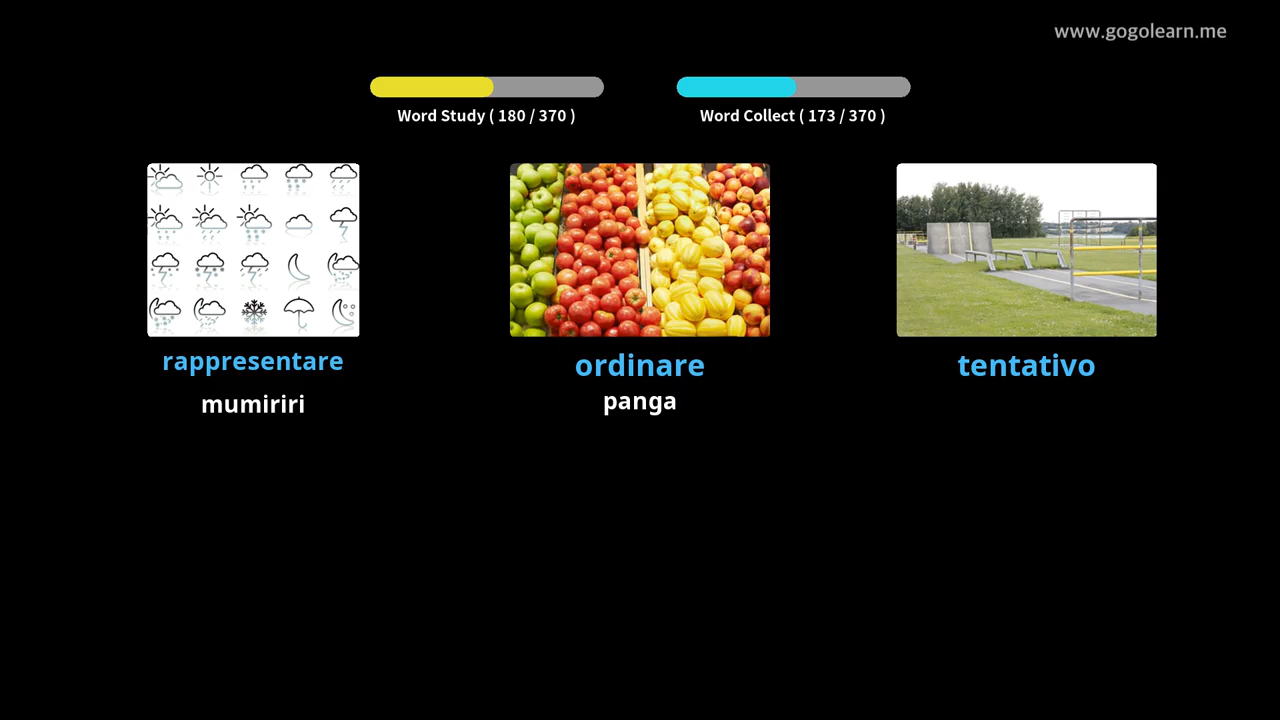 www.gogolearn.me
Word Study ( 180 / 370 )
Word Collect ( 173 / 370 )
rappresentare
ordinare
tentativo
mumiriri
panga